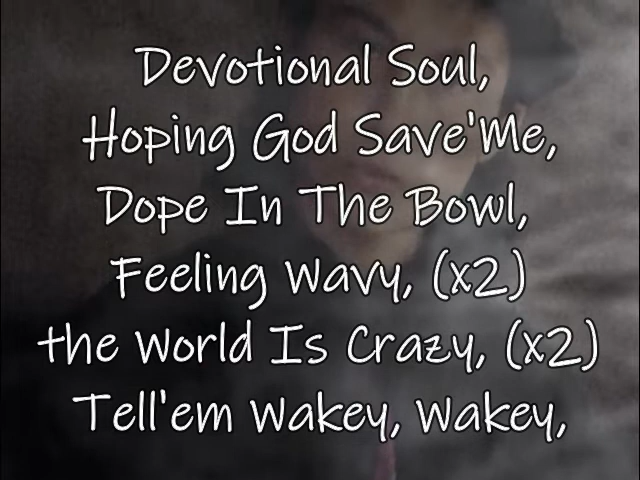 Devotional Soul,
Hoping God Save'Me,
Dope In The Bowl,
Feeling Wavy, (x2)
the World Is Crazy, (x2)
Tell'em Wakey, Wakey,